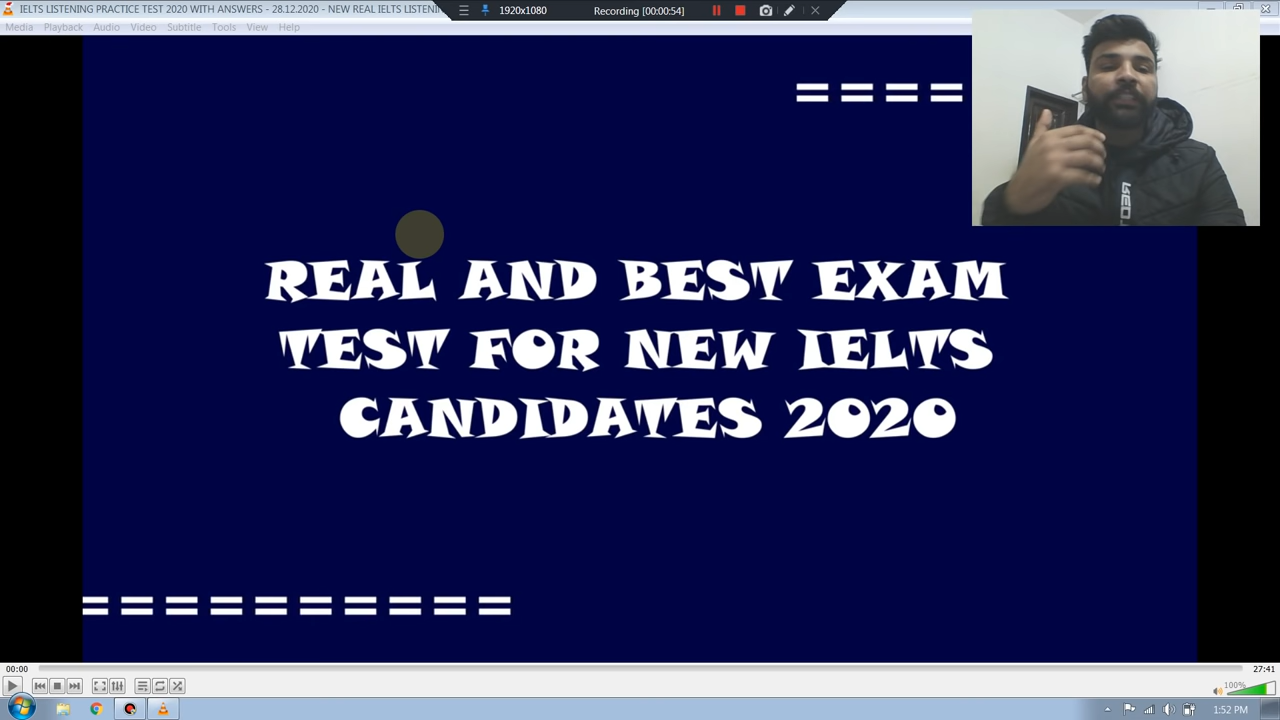 IELTS LISTENING PRACTICE TEST 2020 WITH ANSWERS - 28.12.2020 - NEW REAL IELTS LISTENIN
1920x1080
Recording [00:00:54]
Media Playback Audio Video Subtitle Tools View Help
====
REAL AND BEST EXAM
TEST FOR NEW IELTS
CANDIDATES 2020
==========
00:00
27:41
100%
1:52 PM